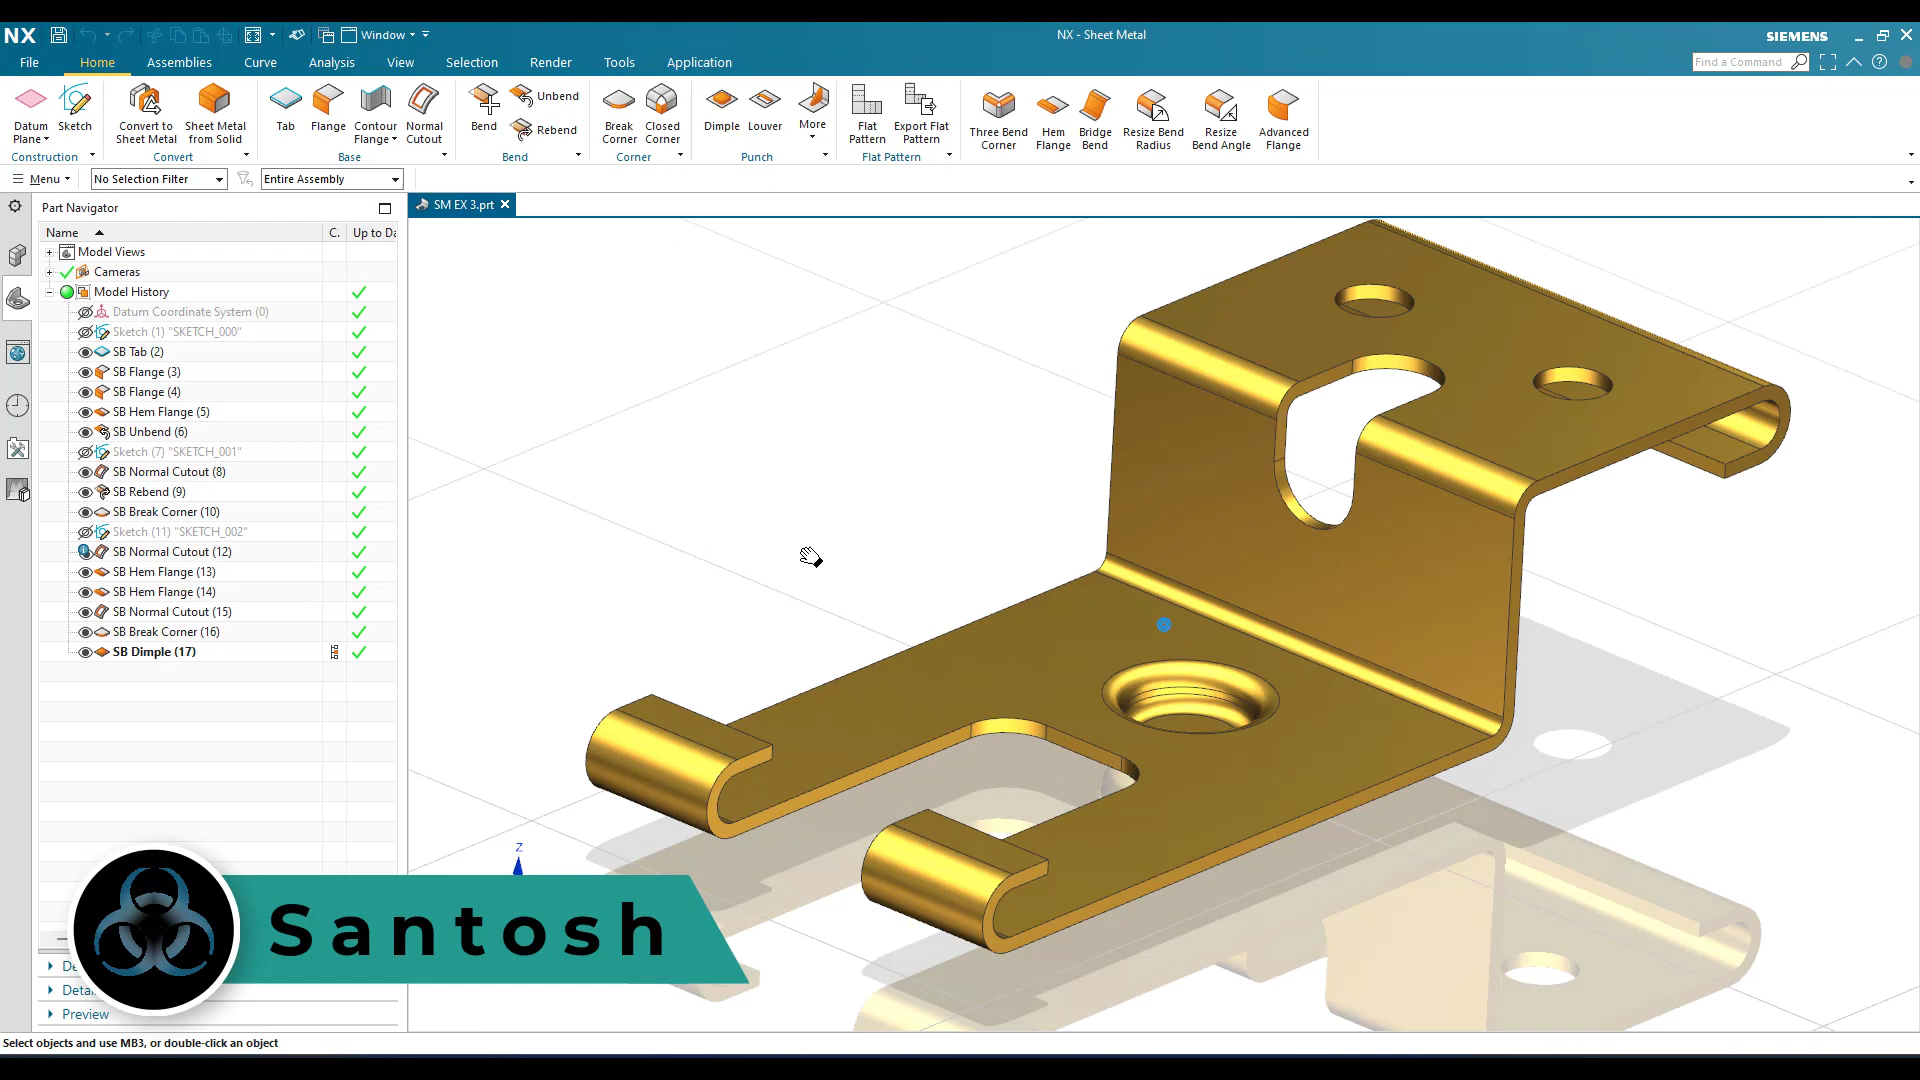 NX Window NX - Sheet Metal SIEMENS
File Home Assemblies Curve Analysis View Selection Render Tools Application Find a Command
Datum Plane Sketch Convert to Sheet Metal Sheet Metal from Solid Tab Flange Contour Flange Normal Cutout Bend Unbend Rebend Break Corner Closed Corner Dimple Louver More Flat Pattern Export Flat Pattern Three Bend Corner Hem Flange Bridge Bend Resize Bend Radius Resize Bend Angle Advanced Flange
Construction Convert Base Bend Corner Punch Flat Pattern
Menu No Selection Filter Entire Assembly
Part Navigator SM EX 3.prt
Name C. Up to Da
Model Views
Cameras
Model History
Datum Coordinate System (0)
Sketch (1) "SKETCH_000"
SB Tab (2)
SB Flange (3)
SB Flange (4)
SB Hem Flange (5)
SB Unbend (6)
Sketch (7) "SKETCH_001"
SB Normal Cutout (8)
SB Rebend (9)
SB Break Corner (10)
Sketch (11) "SKETCH_002"
SB Normal Cutout (12)
SB Hem Flange (13)
SB Hem Flange (14)
SB Normal Cutout (15)
SB Break Corner (16)
SB Dimple (17)
Z
Santosh
Preview
Select objects and use MB3, or double-click an object